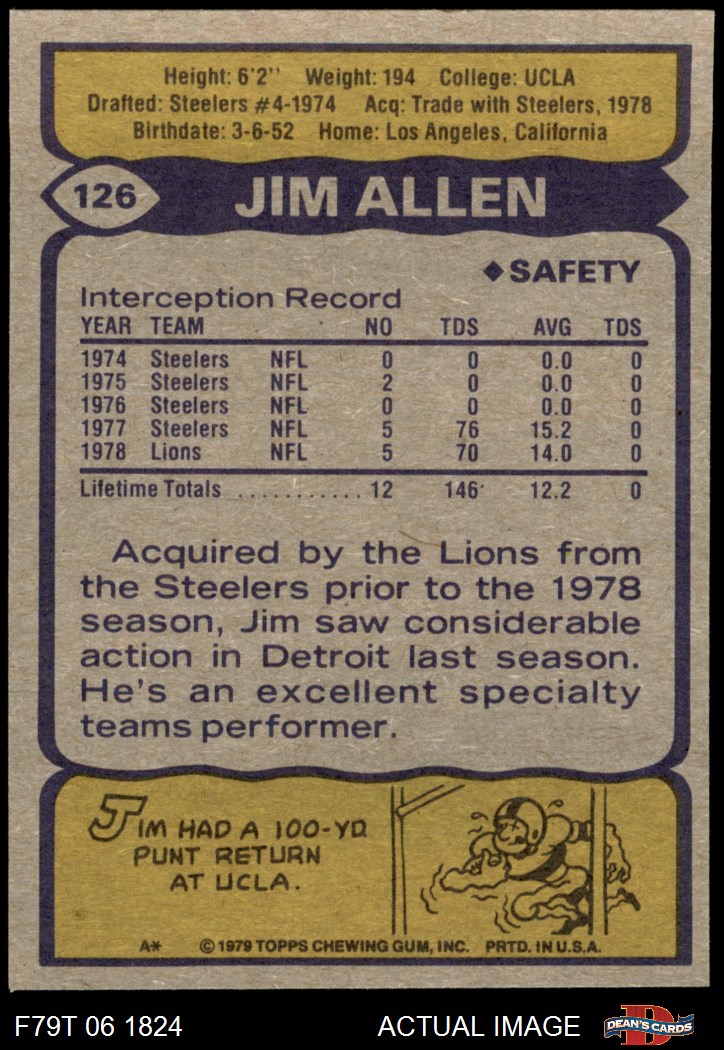 Height: 6'2" Weight: 194 College: UCLA
Drafted: Steelers #4-1974 Acq: Trade with Steelers, 1978
Birthdate: 3-6-52 Home: Los Angeles, California
126 JIM ALLEN
◆ SAFETY
Interception Record
YEAR TEAM NO TDS AVG TDS
1974 Steelers NFL 0 0 0.0 0
1975 Steelers NFL 2 0 0.0 0
1976 Steelers NFL 0 0 0.0 0
1977 Steelers NFL 5 76 15.2 0
1978 Lions NFL 5 70 14.0 0
Lifetime Totals ........... 12 146 12.2 0
Acquired by the Lions from
the Steelers prior to the 1978
season, Jim saw considerable
action in Detroit last season.
He's an excellent specialty
teams performer.
JIM HAD A 100-YD
PUNT RETURN
AT UCLA.
A* © 1979 TOPPS CHEWING GUM, INC. PRTD. IN U.S.A.
F79T 06 1824 ACTUAL IMAGE D DEAN'S CARDS